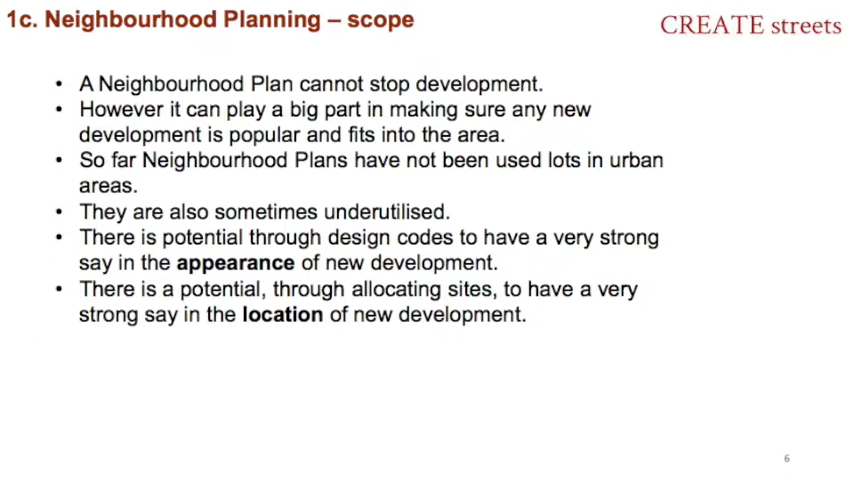 1c. Neighbourhood Planning – scope
CREATE streets
• A Neighbourhood Plan cannot stop development.
• However it can play a big part in making sure any new
development is popular and fits into the area.
• So far Neighbourhood Plans have not been used lots in urban
areas.
• They are also sometimes underutilised.
• There is potential through design codes to have a very strong
say in the appearance of new development.
• There is a potential, through allocating sites, to have a very
strong say in the location of new development.
6